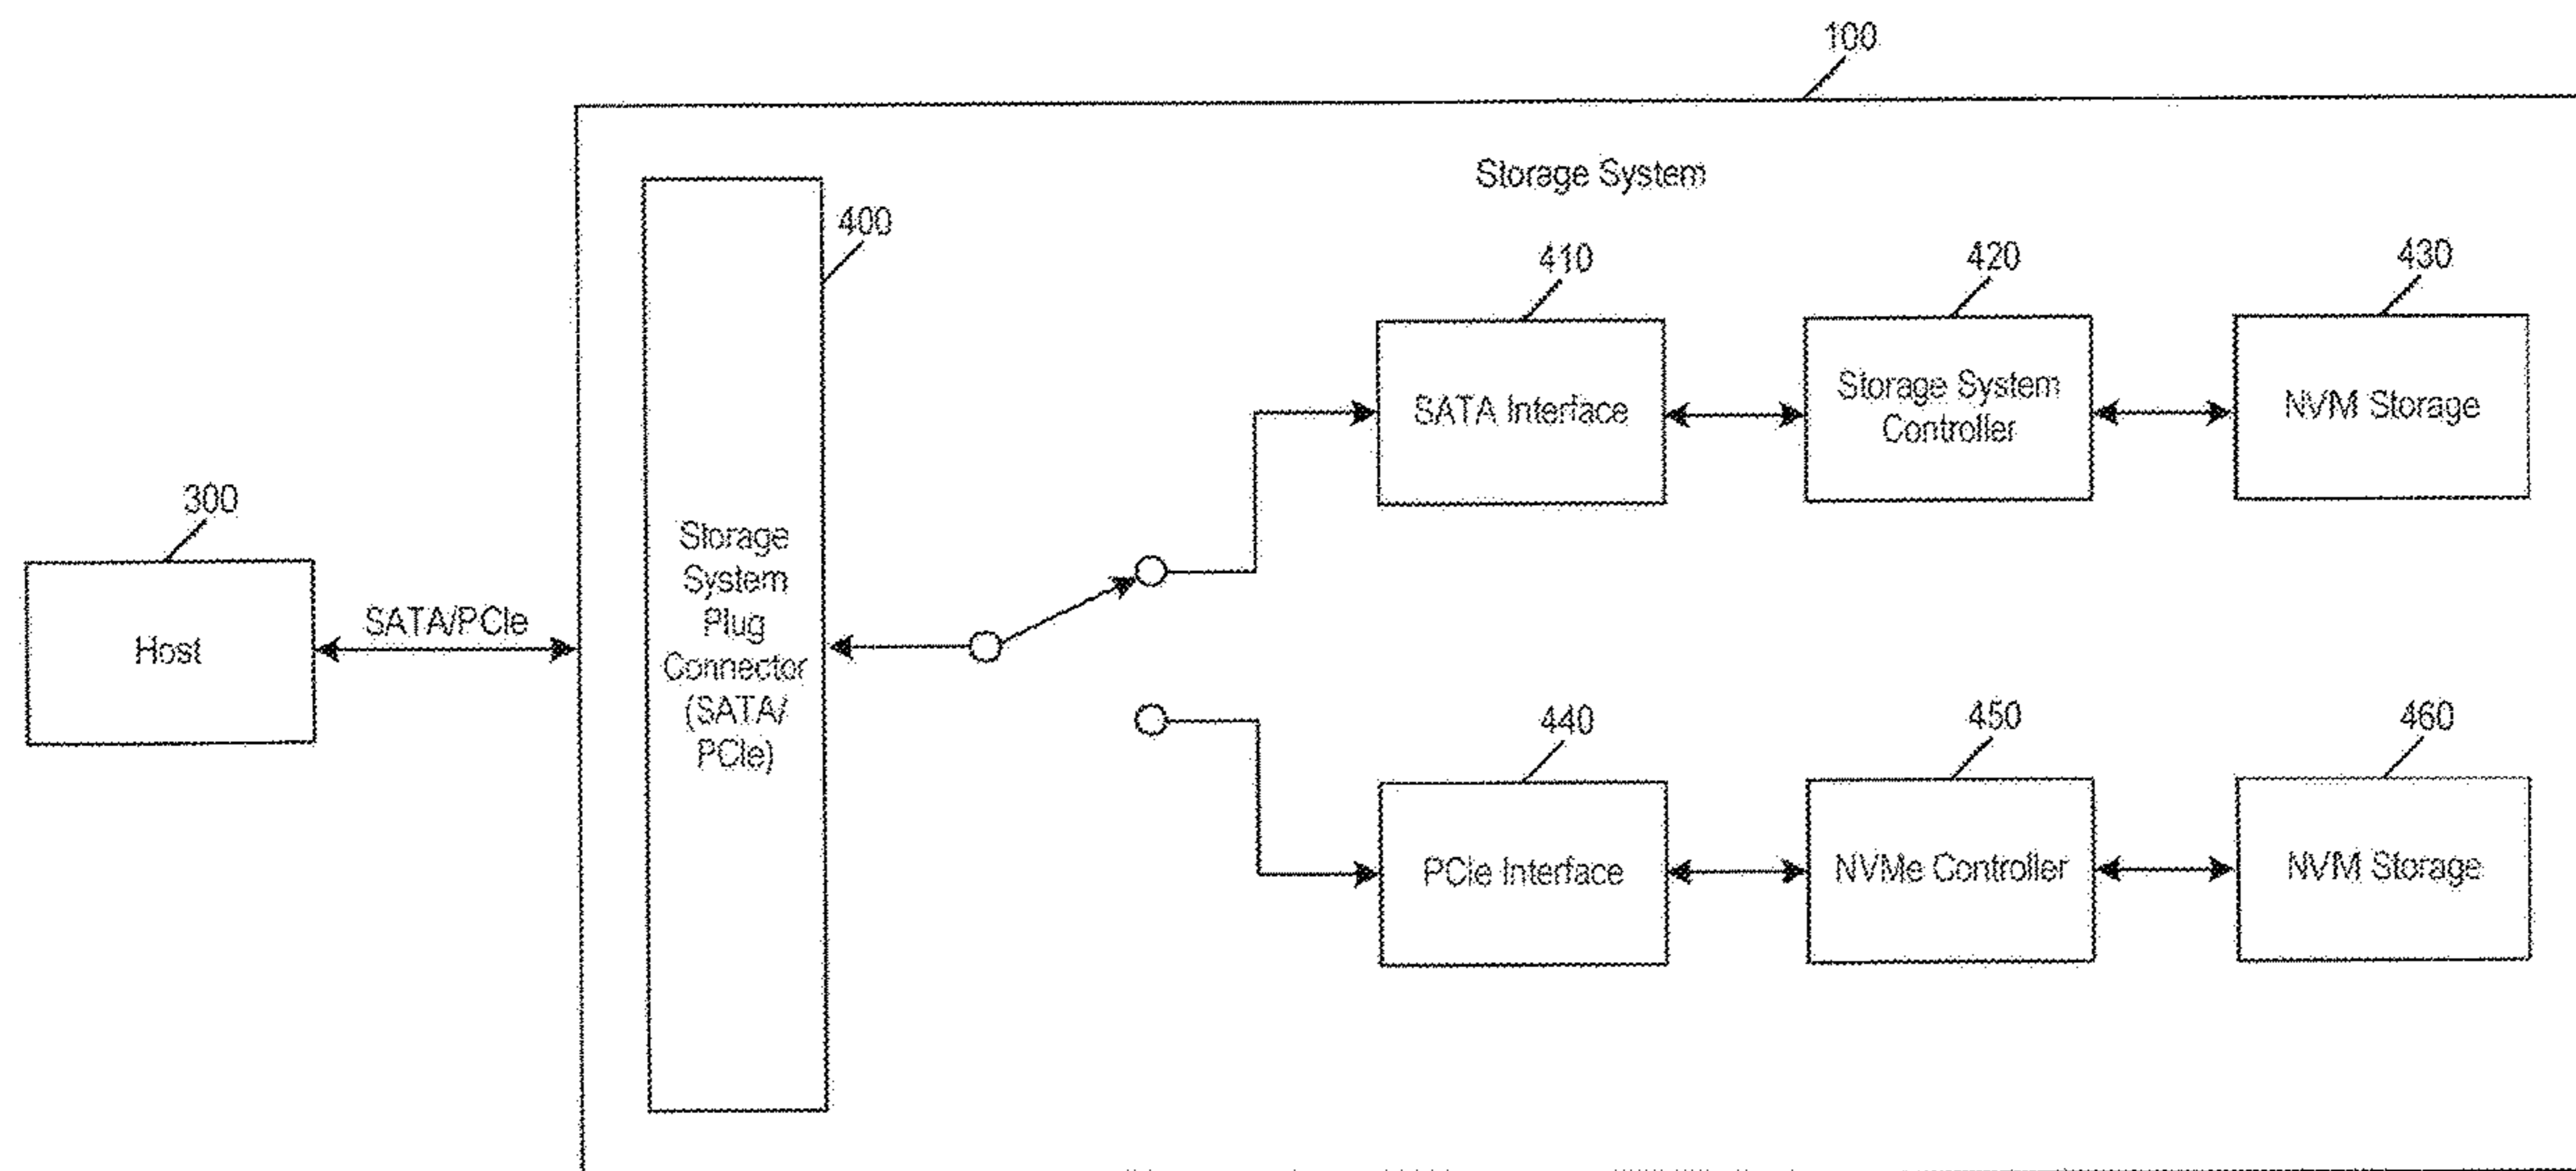 100
Storage System
400
410
420
430
SATA Interface
Storage System
Controller
NVM Storage
300
Host
SATA/PCIe
Storage
System
Plug
Connector
(SATA/
PCIe)
440
450
460
PCIe Interface
NVMe Controller
NVM Storage